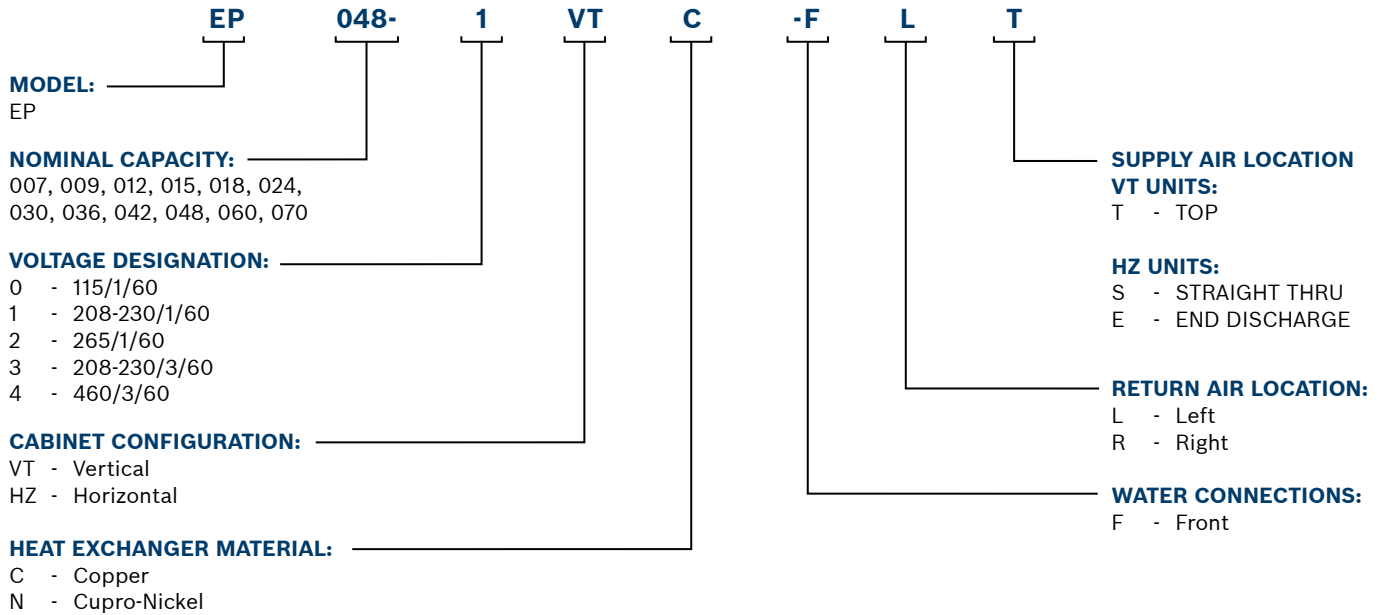 EP 048- 1 VT C -F L T
MODEL:
EP
NOMINAL CAPACITY:
007, 009, 012, 015, 018, 024,
030, 036, 042, 048, 060, 070
VOLTAGE DESIGNATION:
0 - 115/1/60
1 - 208-230/1/60
2 - 265/1/60
3 - 208-230/3/60
4 - 460/3/60
CABINET CONFIGURATION:
VT - Vertical
HZ - Horizontal
HEAT EXCHANGER MATERIAL:
C - Copper
N - Cupro-Nickel
SUPPLY AIR LOCATION
VT UNITS:
T - TOP
HZ UNITS:
S - STRAIGHT THRU
E - END DISCHARGE
RETURN AIR LOCATION:
L - Left
R - Right
WATER CONNECTIONS:
F - Front